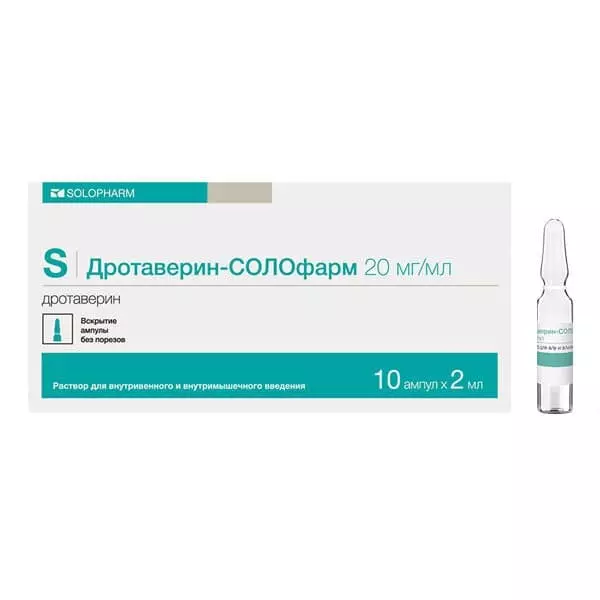 SOLOPHARM
S Дротаверин-СОЛОфарм 20 мг/мл
дротаверин
Вскрытие
ампулы
без порезов
Раствор для внутривенного и внутримышечного введения
10 ампул x 2 мл